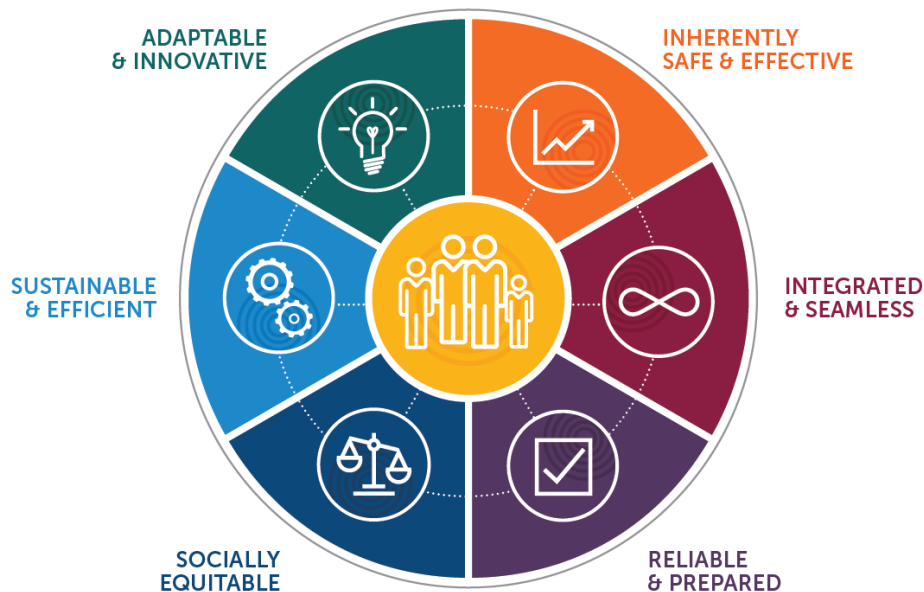 ADAPTABLE
& INNOVATIVE
INHERENTLY
SAFE & EFFECTIVE
SUSTAINABLE
& EFFICIENT
INTEGRATED
& SEAMLESS
SOCIALLY
EQUITABLE
RELIABLE
& PREPARED